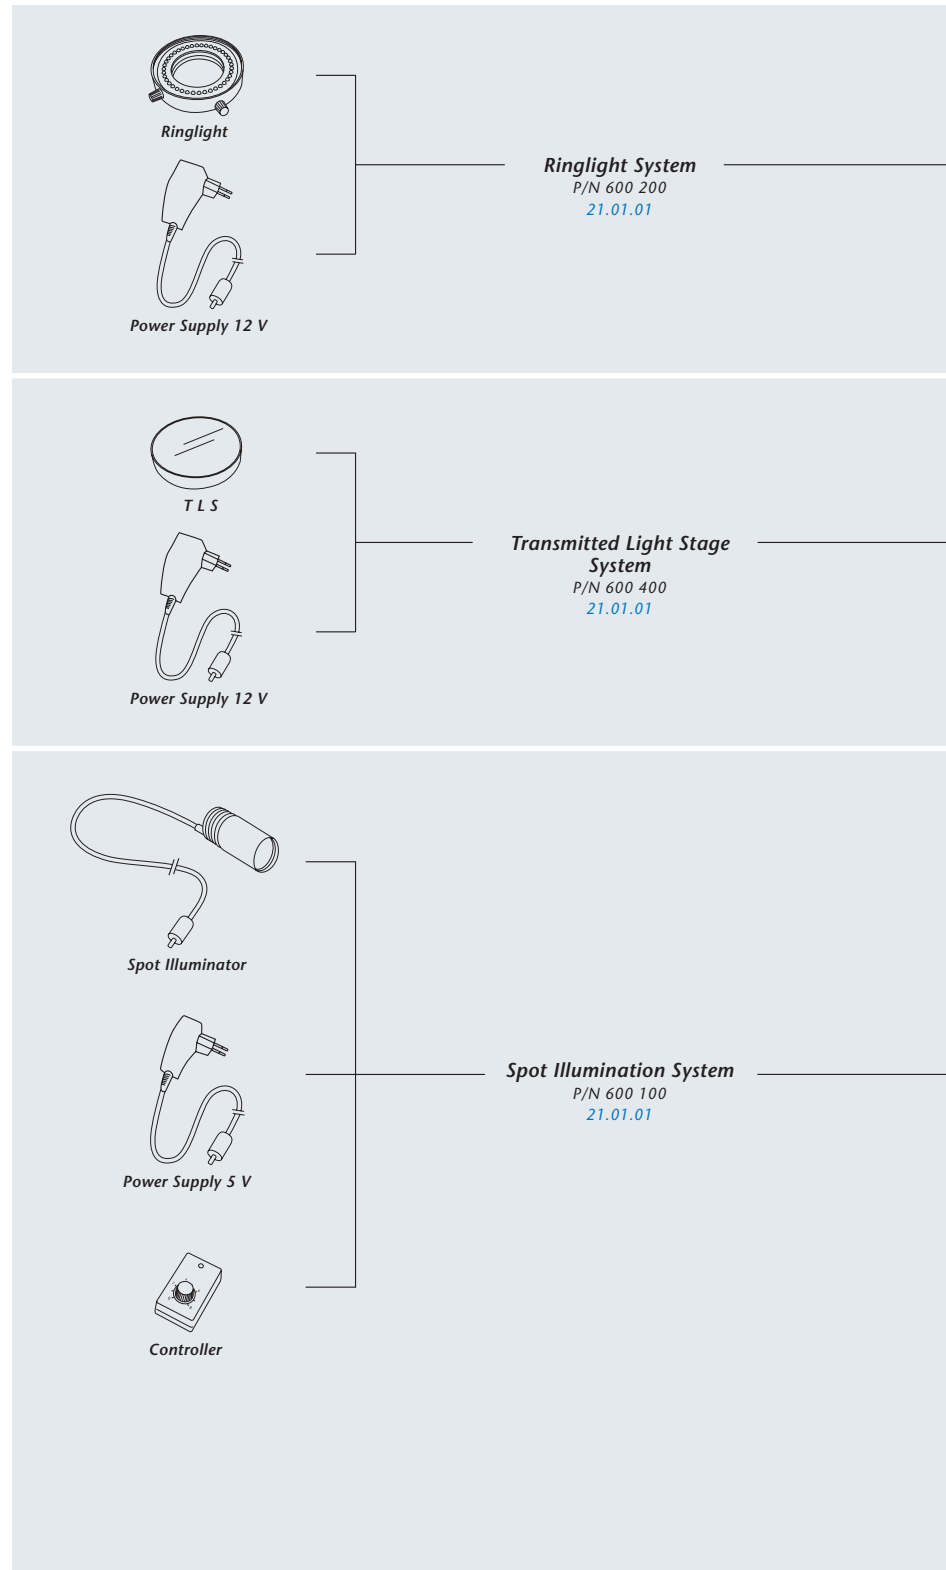 Ringlight
Power Supply 12 V
Ringlight System
P/N 600 200
21.01.01
T L S
Power Supply 12 V
Transmitted Light Stage
System
P/N 600 400
21.01.01
Spot Illuminator
Power Supply 5 V
Controller
Spot Illumination System
P/N 600 100
21.01.01